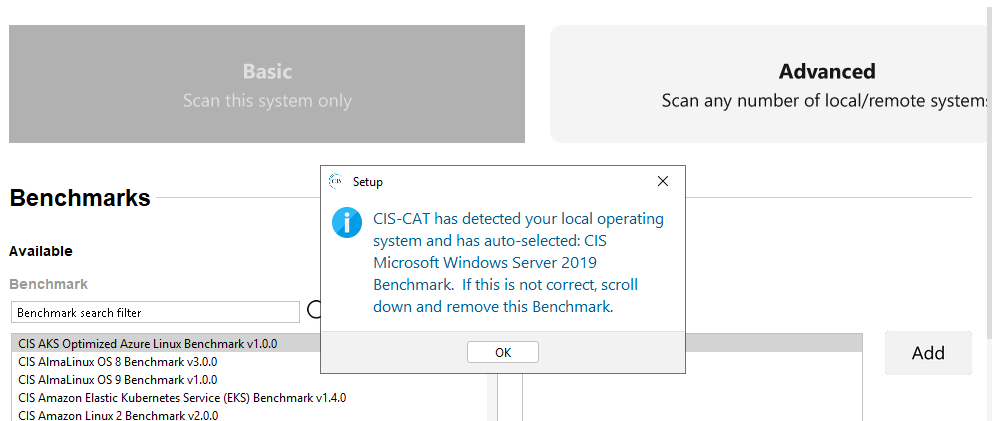 Basic
Scan this system only
Advanced
Scan any number of local/remote systems
Benchmarks
CIS
Setup
CIS-CAT has detected your local operating
system and has auto-selected: CIS
Microsoft Windows Server 2019
Benchmark.  If this is not correct, scroll
down and remove this Benchmark.
OK
Available
Benchmark
Benchmark search filter
CIS AKS Optimized Azure Linux Benchmark v1.0.0
CIS AlmaLinux OS 8 Benchmark v3.0.0
CIS AlmaLinux OS 9 Benchmark v1.0.0
CIS Amazon Elastic Kubernetes Service (EKS) Benchmark v1.4.0
CIS Amazon Linux 2 Benchmark v2.0.0
Add